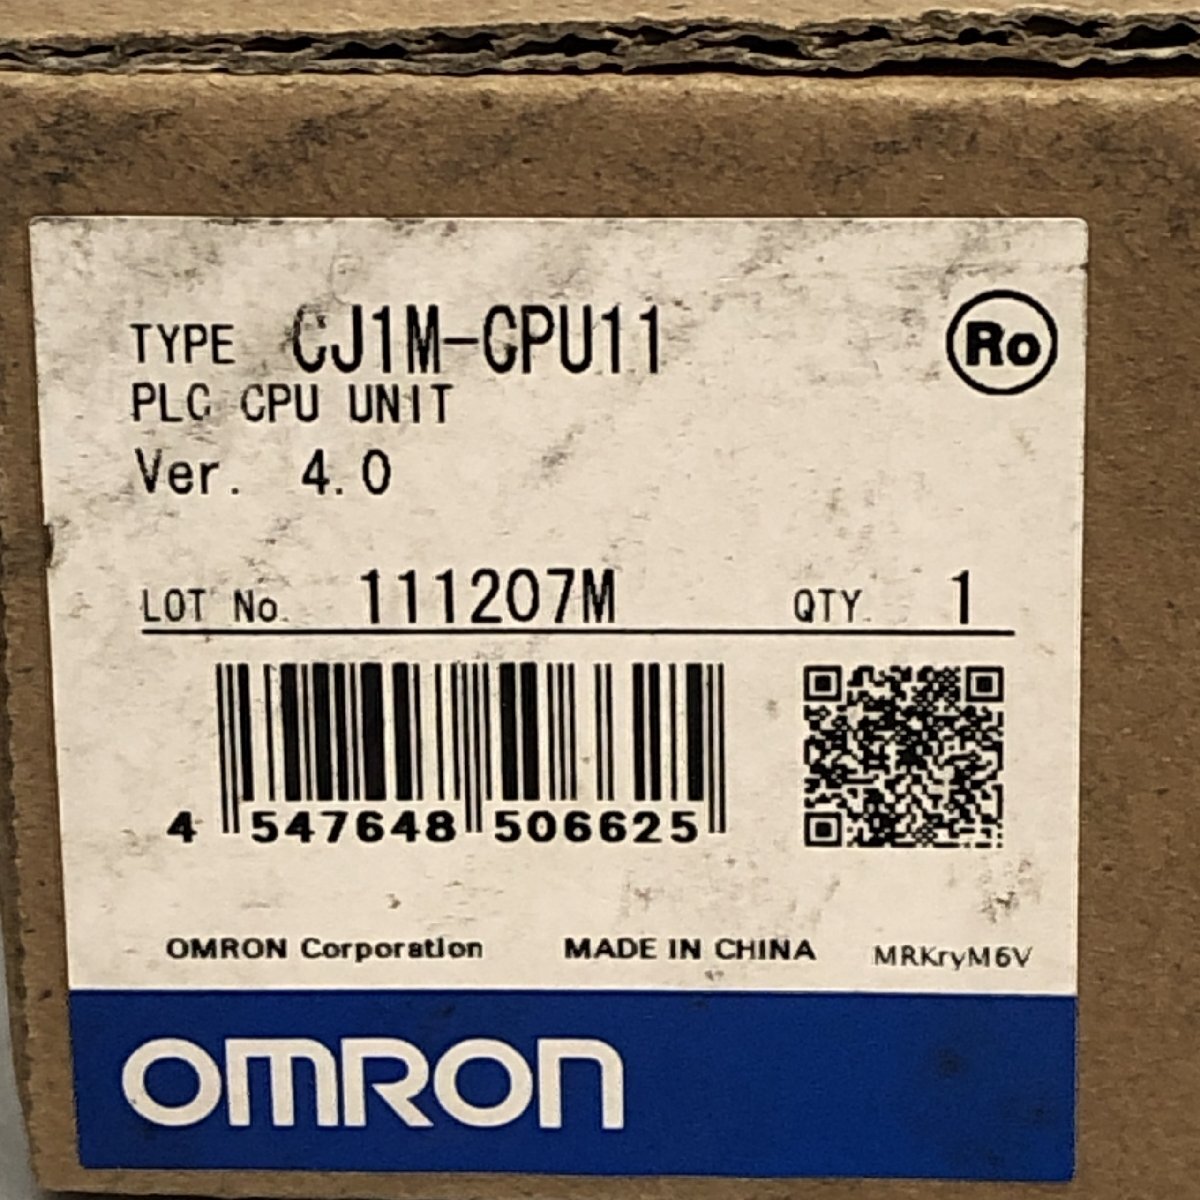 TYPE CJ1M-CPU11
Ro
PLC CPU UNIT
Ver. 4.0
LOT No. 111207M QTY. 1
4 547648 506625
OMRON Corporation MADE IN CHINA MRKryM6V
OMRON